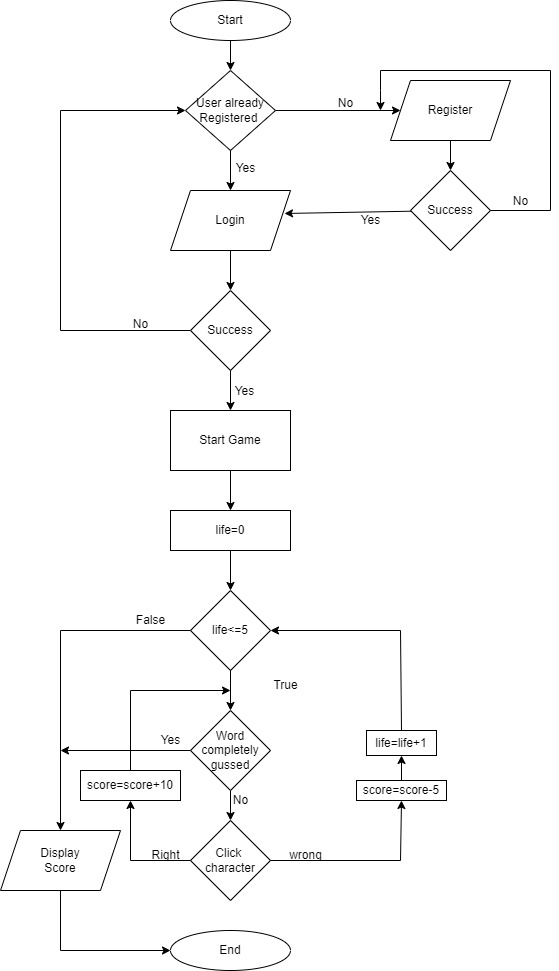 Start
User already
Registered
No
Register
Yes
Login
Success
No
Yes
Success
No
Yes
Start Game
life=0
False
life<=5
True
Word
completely
gussed
Yes
life=life+1
score=score+10
score=score-5
No
Display
Score
Right
Click
character
wrong
End